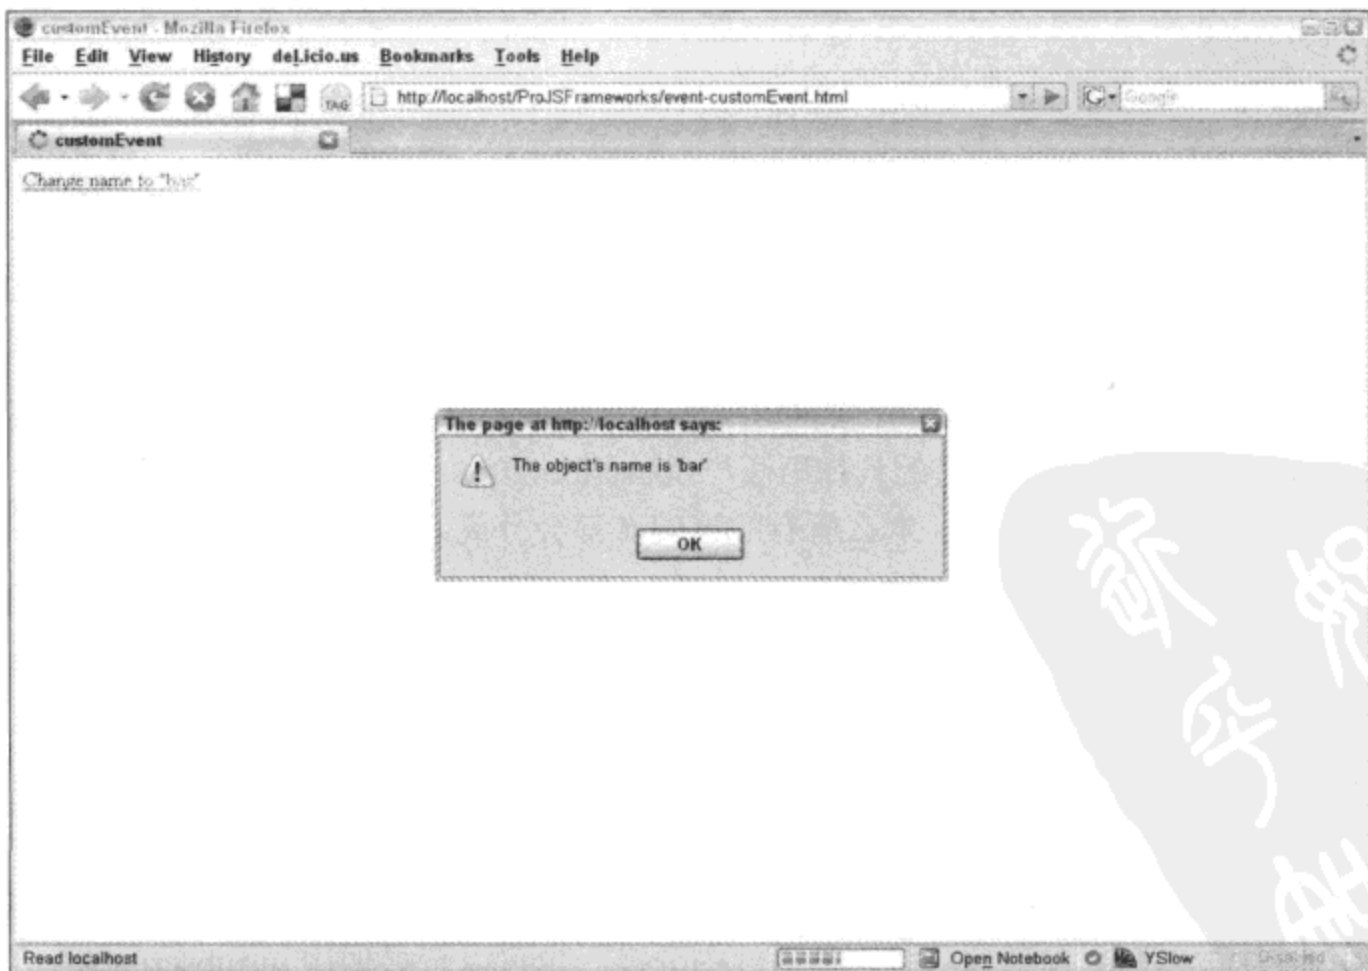 customEvent - Mozilla Firefox
File Edit View History del.icio.us Bookmarks Tools Help
TAG http://localhost/ProJSFrameworks/event-customEvent.html G Google
customEvent
Change name to "bar"
The page at http://localhost says:
The object's name is 'bar'
OK
Read localhost Open Notebook YSlow